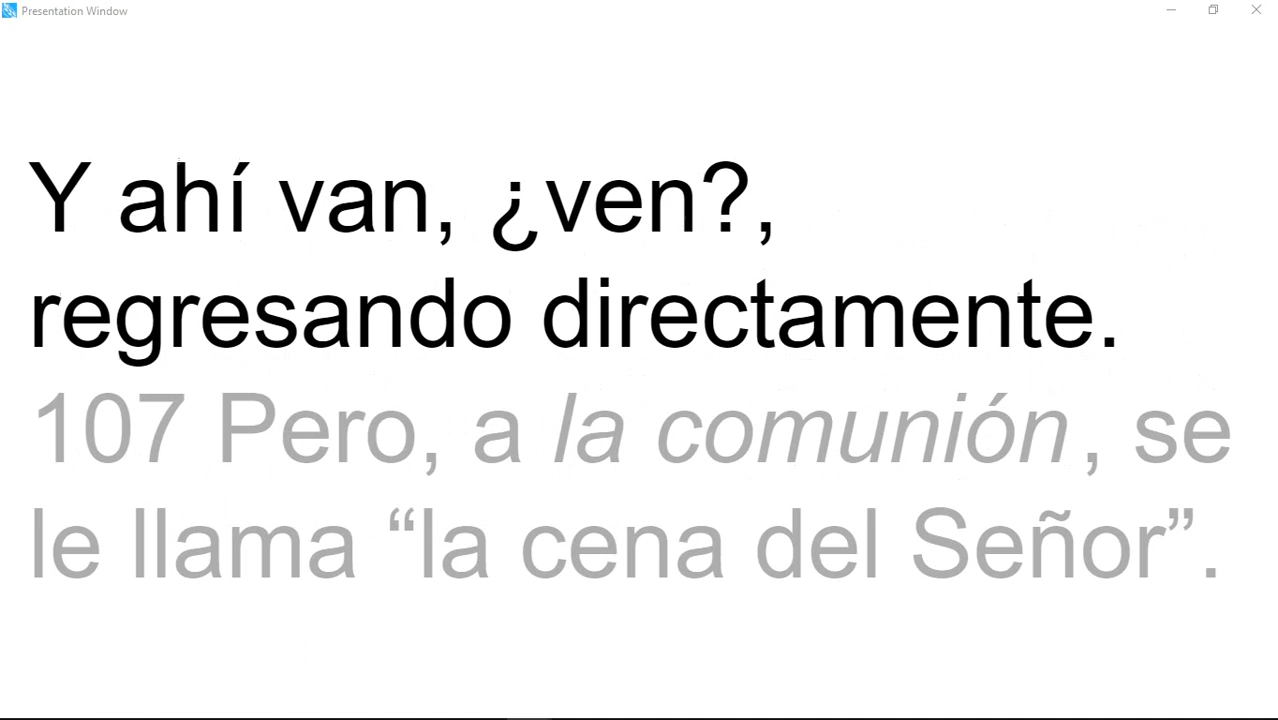 Presentation Window
Y ahí van, ¿ven?,
regresando directamente.
107 Pero, a la comunión, se
le llama “la cena del Señor”.